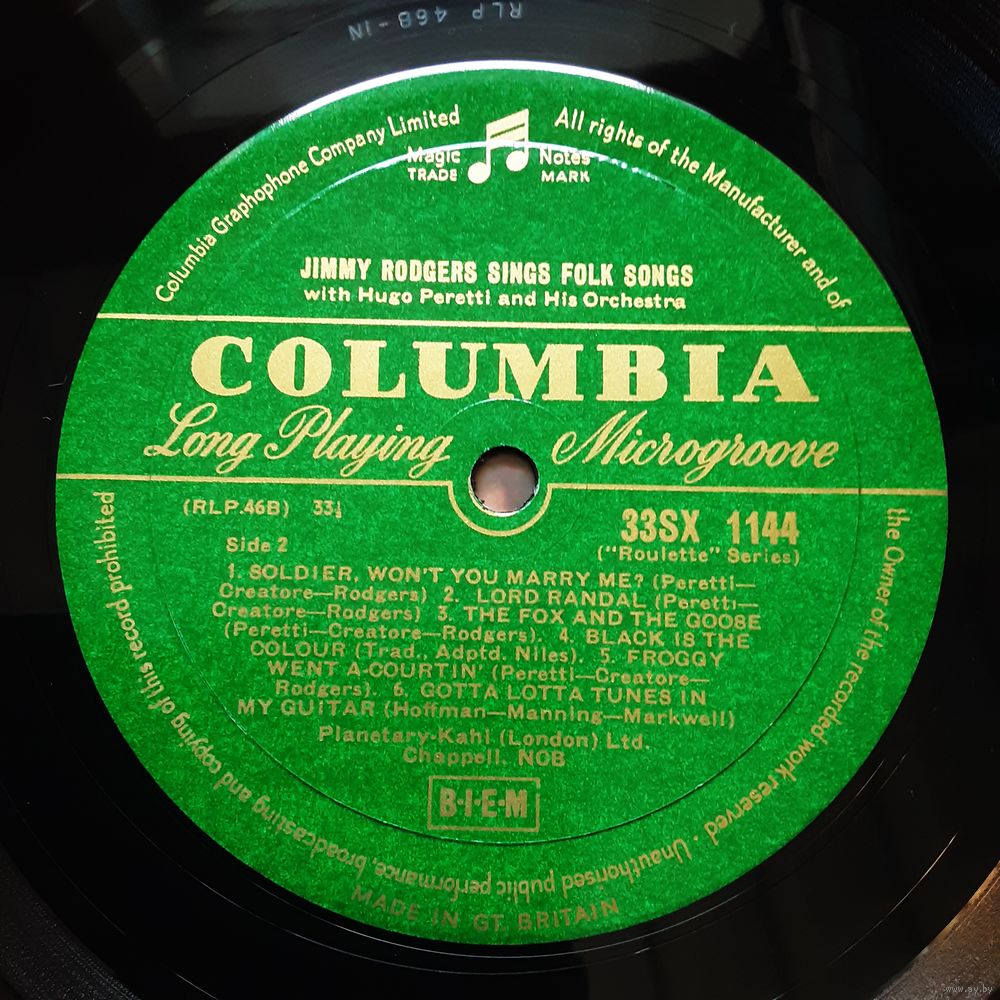 RLP 46B-1N
Columbia Graphophone Company Limited
All rights of the Manufacturer and of
the Owner of the recorded work reserved · Unauthorised public performance, broadcasting and copying of this record prohibited
Magic Notes
TRADE MARK
JIMMY RODGERS SINGS FOLK SONGS
with Hugo Peretti and His Orchestra
COLUMBIA
Long Playing Microgroove
(RLP.46B) 33⅓
33SX 1144
Side 2
("Roulette" Series)
1. SOLDIER, WON'T YOU MARRY ME? (Peretti—
Creatore—Rodgers) 2. LORD RANDAL (Peretti—
Creatore—Rodgers) 3. THE FOX AND THE GOOSE
(Peretti—Creatore—Rodgers). 4. BLACK IS THE
COLOUR (Trad., Adptd. Niles). 5. FROGGY
WENT A-COURTIN' (Peretti—Creatore—
Rodgers). 6. GOTTA LOTTA TUNES IN
MY GUITAR (Hoffman—Manning—Markwell)
Planetary-Kahl (London) Ltd.
Chappell. NCB
B·I·E·M
MADE IN GT. BRITAIN
www.ay.by